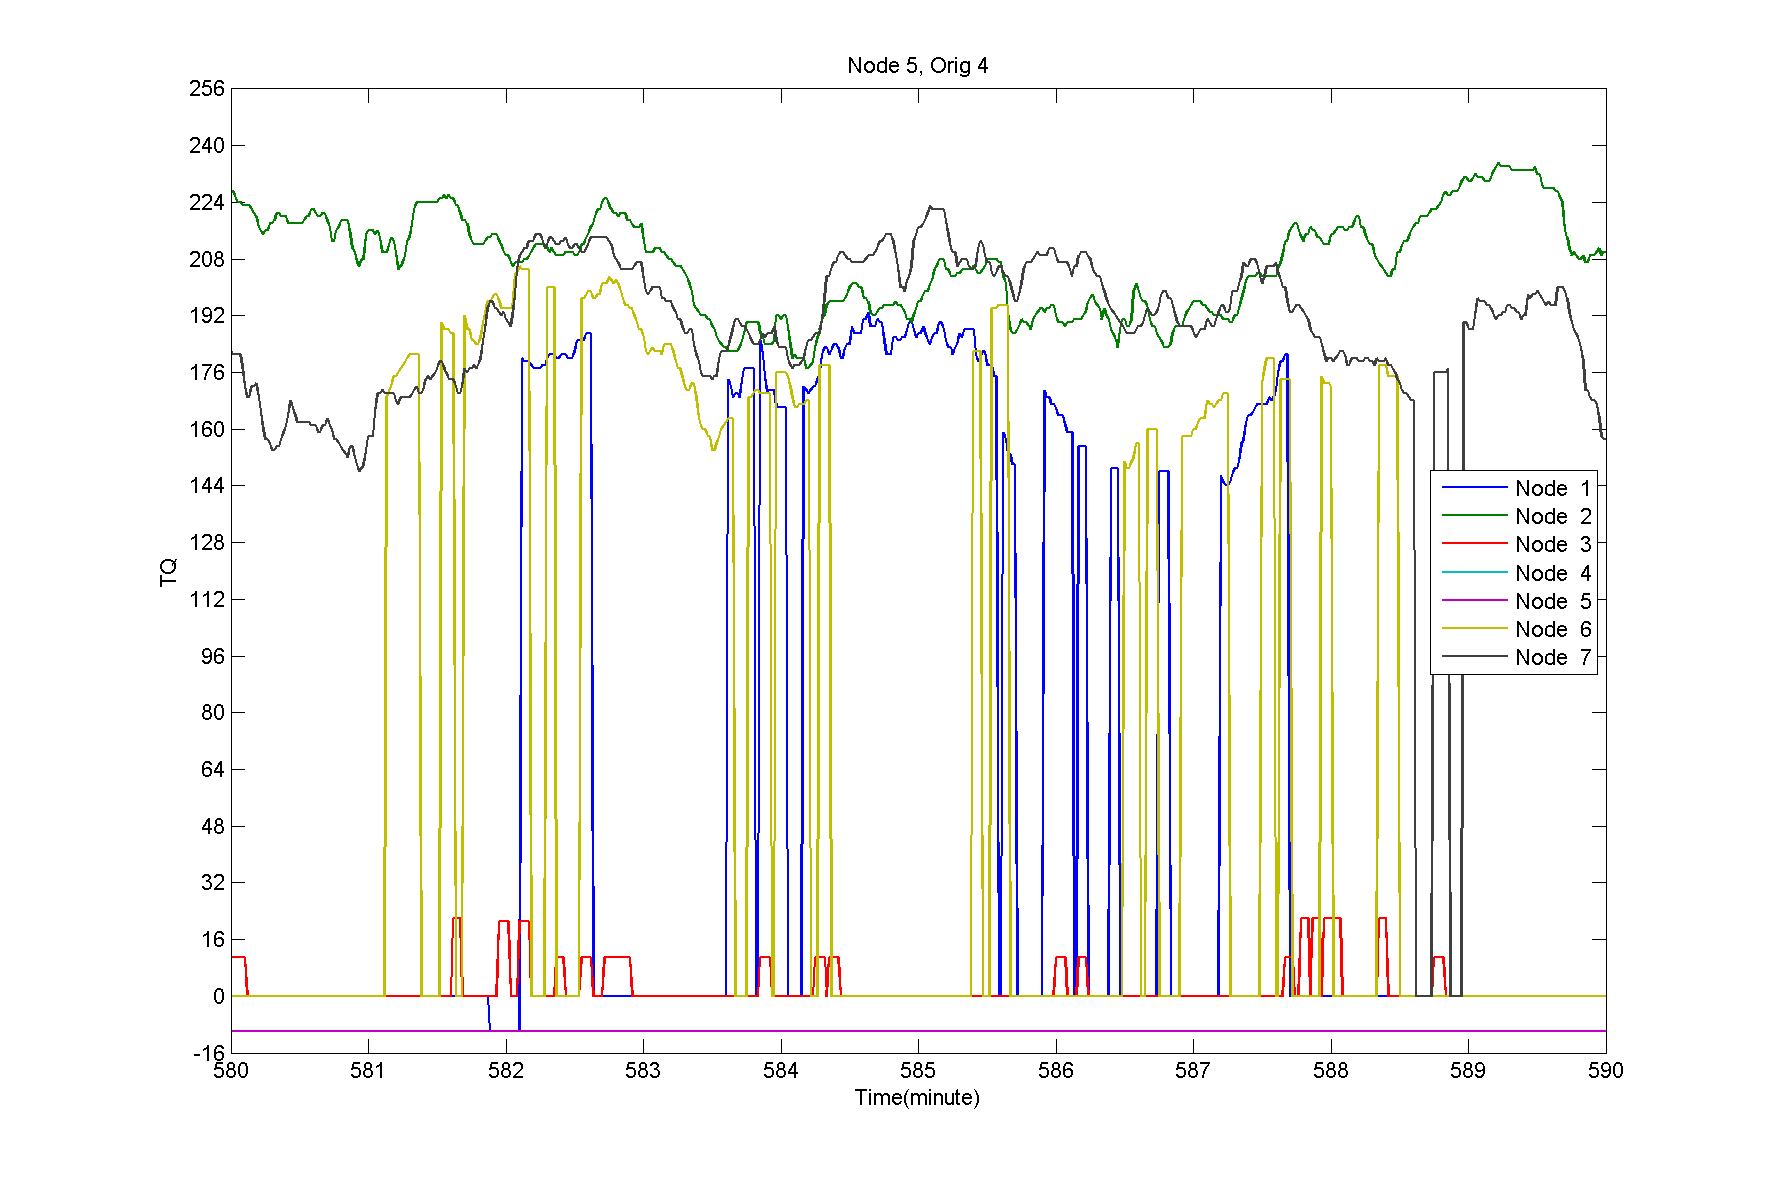 Node 5, Orig 4
256
240
224
208
192
176
160
144
128
112
96
80
64
48
32
16
0
-16
TQ
Node 1
Node 2
Node 3
Node 4
Node 5
Node 6
Node 7
580 581 582 583 584 585 586 587 588 589 590
Time(minute)